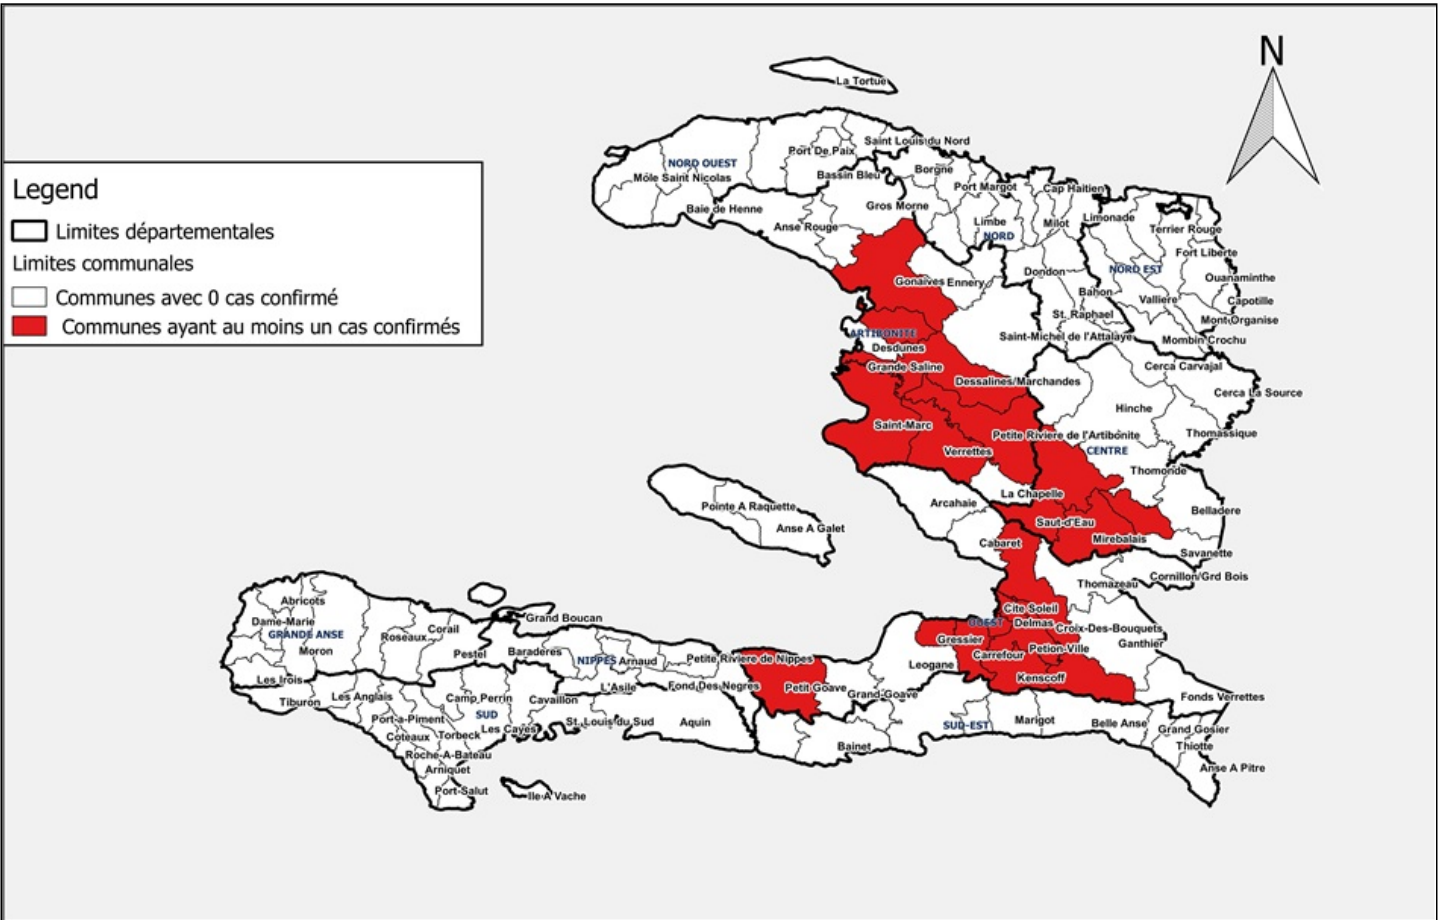 N
La Tortue
Saint Louis du Nord
Port De Paix
NORD OUEST
Borgne
Môle Saint Nicolas
Bassin Bleu
Port Margot
Cap Haitien
Legend
Gros Morne
Baie de Henne
Limonade
Limbe
Milot
Anse Rouge
Terrier Rouge
Limites départementales
NORD
Fort Liberte
Limites communales
Dondon
NORD EST
Ouanaminthe
Gonaives
Ennery
Bahon
Communes avec 0 cas confirmé
Valliere
Capotille
St. Raphael
Mont-Organise
Communes ayant au moins un cas confirmés
ARTIBONITE
Saint-Michel de l'Attalaye
Mombin Crochu
Desdunes
Grande Saline
Cerca Carvajal
Dessalines/Marchandes
Cerca La Source
Hinche
Saint-Marc
Petite Riviere de l'Artibonite
Thomassique
Verrettes
CENTRE
Thomonde
La Chapelle
Arcahaie
Pointe A Raquette
Belladere
Saut-d'Eau
Anse A Galet
Mirebalais
Cabaret
Savanette
Cornillon/Grd Bois
Thomazeau
Abricots
Cite Soleil
Grand Boucan
Dame-Marie
OUEST
Delmas
Croix-Des-Bouquets
Corail
GRANDE ANSE
Roseaux
Gressier
Ganthier
Moron
Baraderes
Petion-Ville
Pestel
Carrefour
NIPPES
Arnaud
Petite Riviere de Nippes
Leogane
Les Irois
Kenscoff
L'Asile
Fond Des Negres
Petit Goave
Grand-Goave
Les Anglais
Camp Perrin
Cavaillon
Fonds Verrettes
Tiburon
SUD
Port-a-Piment
St. Louis du Sud
Aquin
SUD-EST
Marigot
Belle Anse
Les Cayes
Grand Gosier
Coteaux
Torbeck
Bainet
Thiotte
Roche-A-Bateau
Arniquet
Anse A Pitre
Port-Salut
Ile A Vache